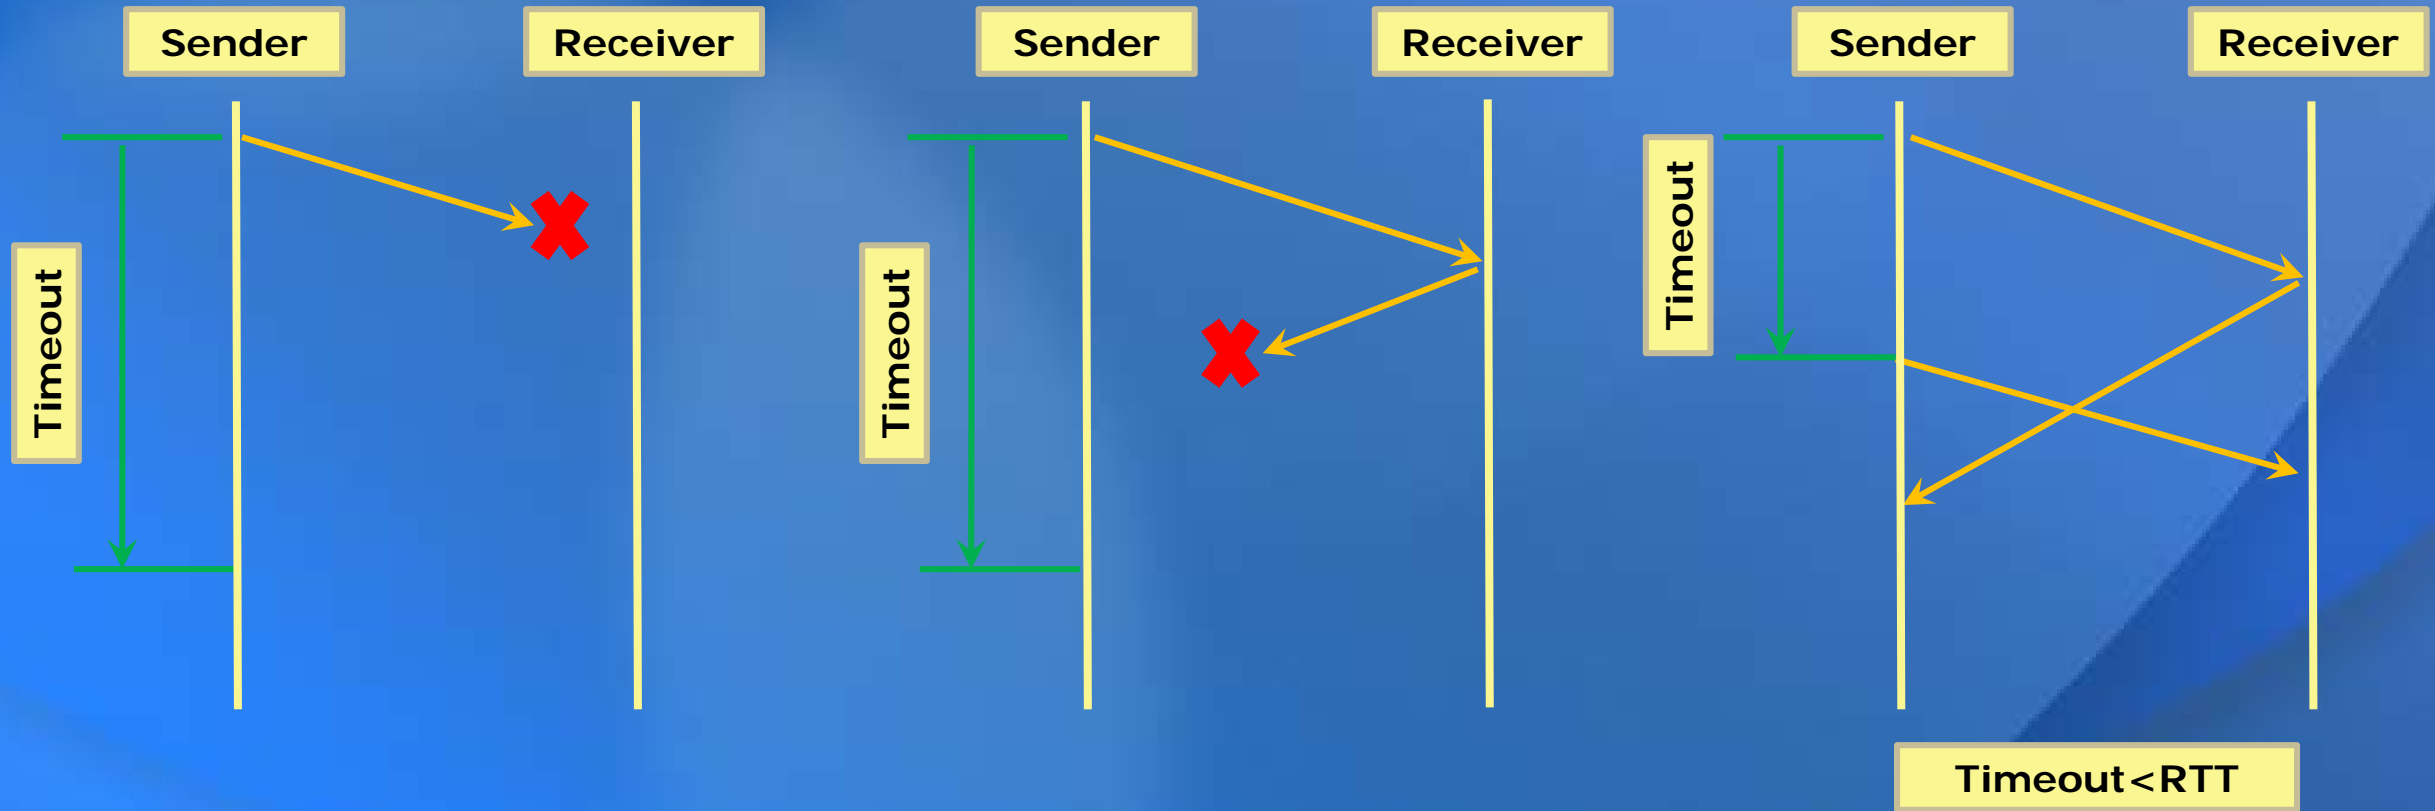 Sender
Receiver
Sender
Receiver
Sender
Receiver
Timeout
Timeout
Timeout
Timeout<RTT